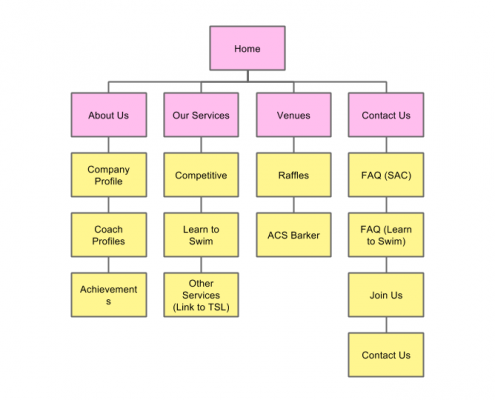 Home
About Us
Our Services
Venues
Contact Us
Company
Profile
Competitive
Raffles
FAQ (SAC)
Coach
Profiles
Learn to
Swim
ACS Barker
FAQ (Learn
to Swim)
Achievement
s
Other
Services
(Link to TSL)
Join Us
Contact Us